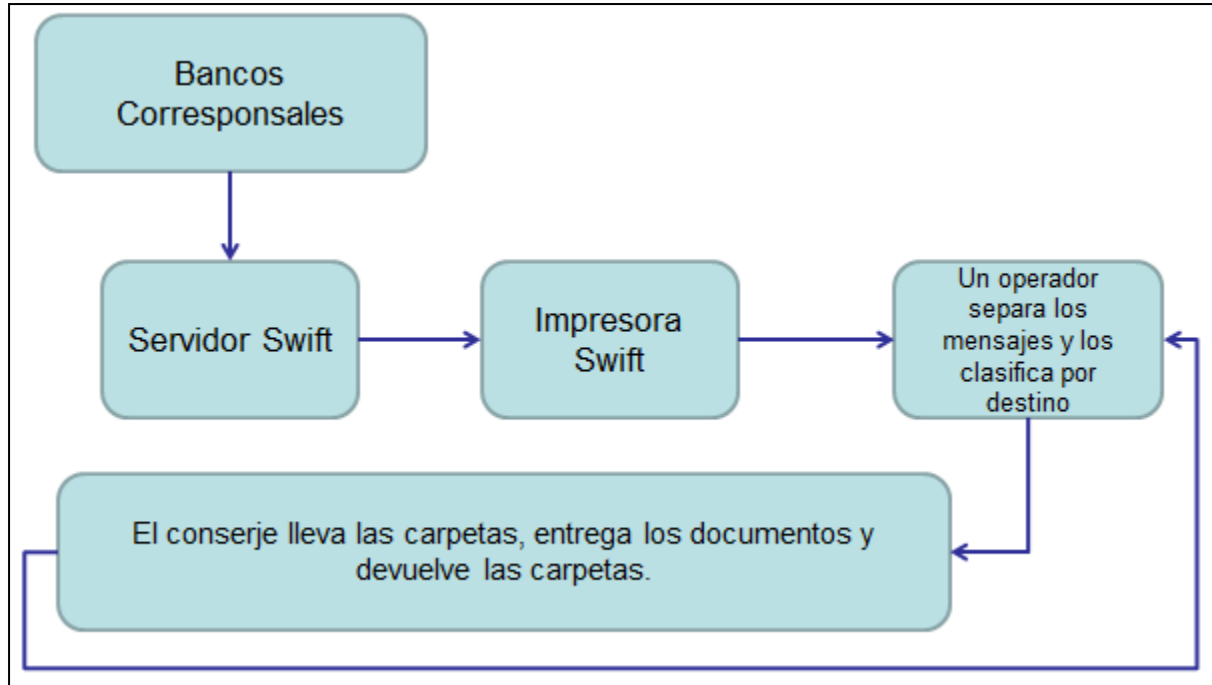 Bancos
Corresponsales
Servidor Swift
Impresora
Swift
Un operador
separa los
mensajes y los
clasifica por
destino
El conserje lleva las carpetas, entrega los documentos y
devuelve las carpetas.